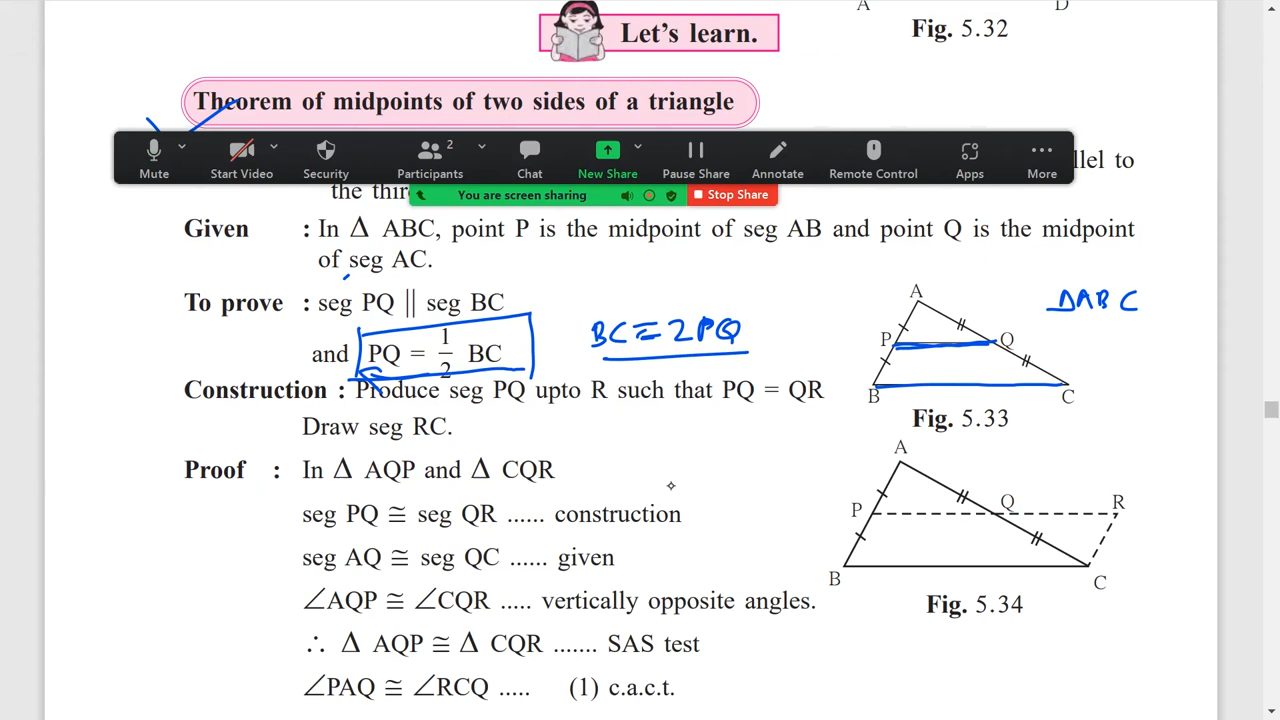 A D
Fig. 5.32
Let's learn.
Theorem of midpoints of two sides of a triangle
Mute Start Video Security Participants 2 Chat New Share Pause Share Annotate Remote Control Apps More
llel to
the thir
You are screen sharing Stop Share
Given : In Δ ABC, point P is the midpoint of seg AB and point Q is the midpoint
of seg AC.
To prove : seg PQ || seg BC
and PQ = 1/2 BC
BC = 2PQ
ΔABC
A
P Q
B C
Fig. 5.33
Construction : Produce seg PQ upto R such that PQ = QR
Draw seg RC.
Proof : In Δ AQP and Δ CQR
seg PQ ≅ seg QR ...... construction
seg AQ ≅ seg QC ...... given
∠AQP ≅ ∠CQR ..... vertically opposite angles.
∴ Δ AQP ≅ Δ CQR ....... SAS test
∠PAQ ≅ ∠RCQ ..... (1) c.a.c.t.
A
P Q R
B C
Fig. 5.34